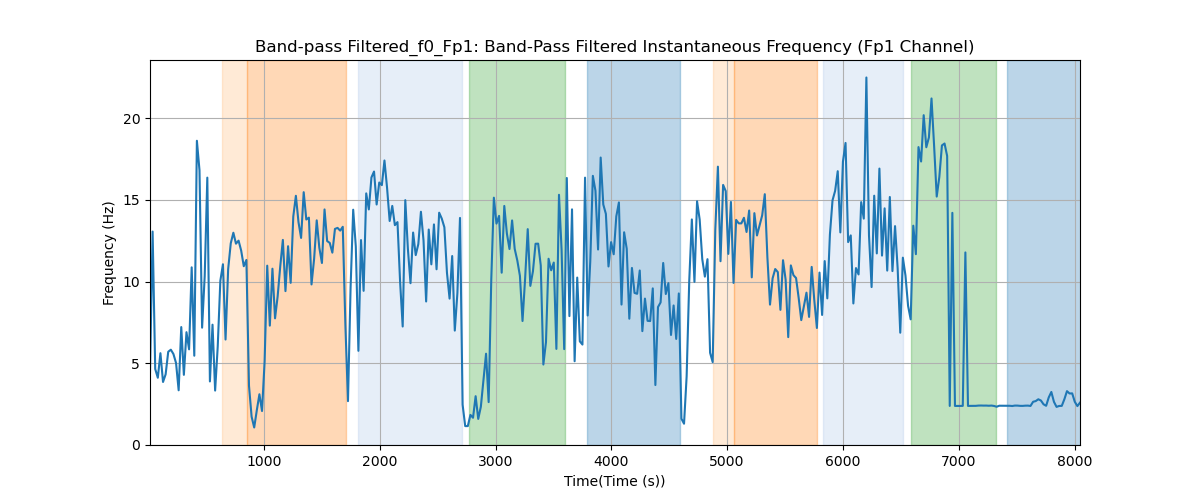 Band-pass Filtered_f0_Fp1: Band-Pass Filtered Instantaneous Frequency (Fp1 Channel)
Frequency (Hz)
20
15
10
5
0
1000 2000 3000 4000 5000 6000 7000 8000
Time(Time (s))